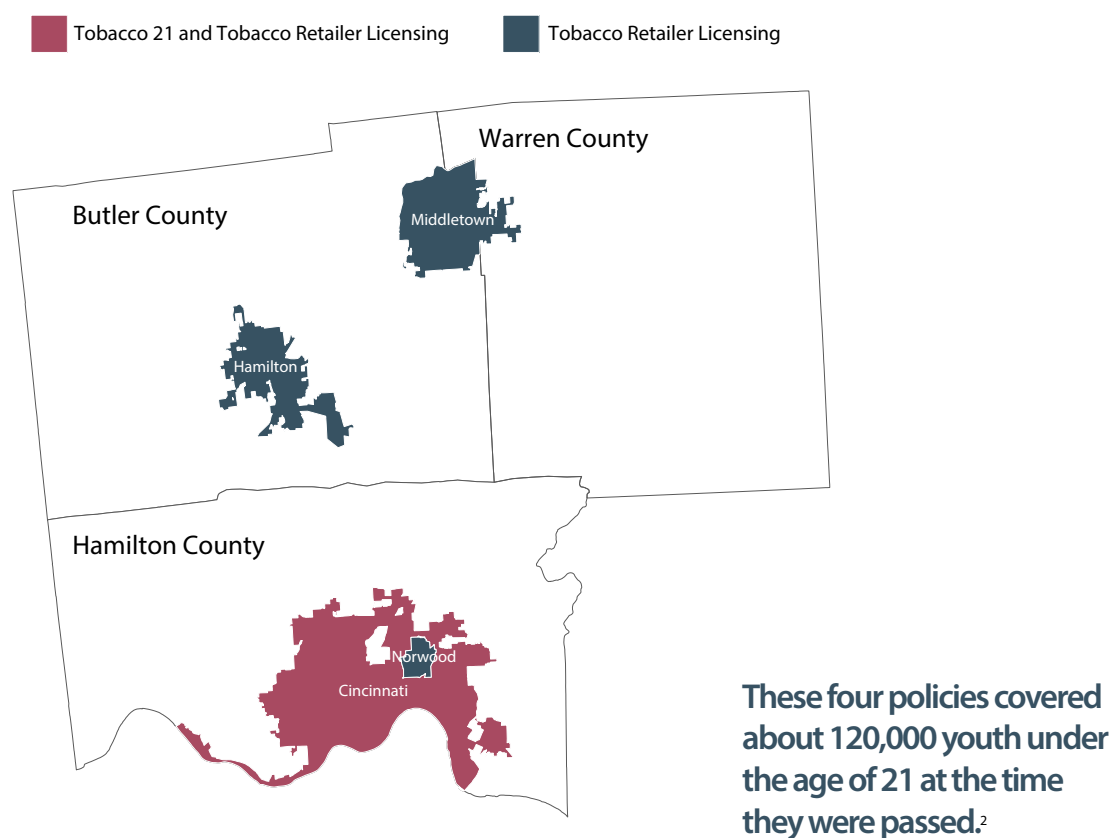 Tobacco 21 and Tobacco Retailer Licensing
Tobacco Retailer Licensing
Warren County
Butler County
Middletown
Hamilton
Hamilton County
Norwood
Cincinnati
These four policies covered
about 120,000 youth under
the age of 21 at the time
they were passed.²